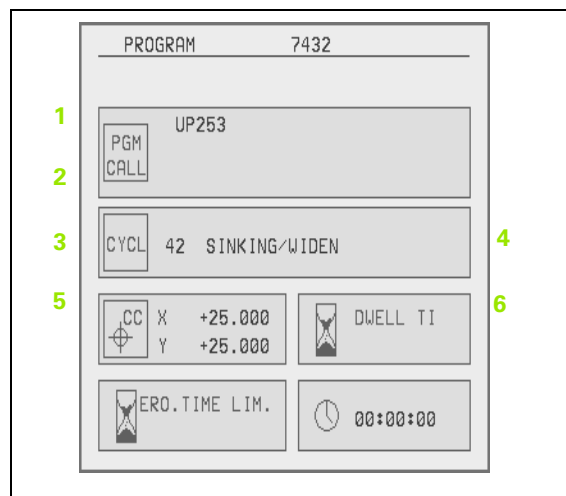 PROGRAM 7432
1
UP253
PGM
CALL
2
3
CYCL 42 SINKING/WIDEN
4
5
CC X +25.000
Y +25.000
DWELL TI
6
ERO.TIME LIM.
00:00:00